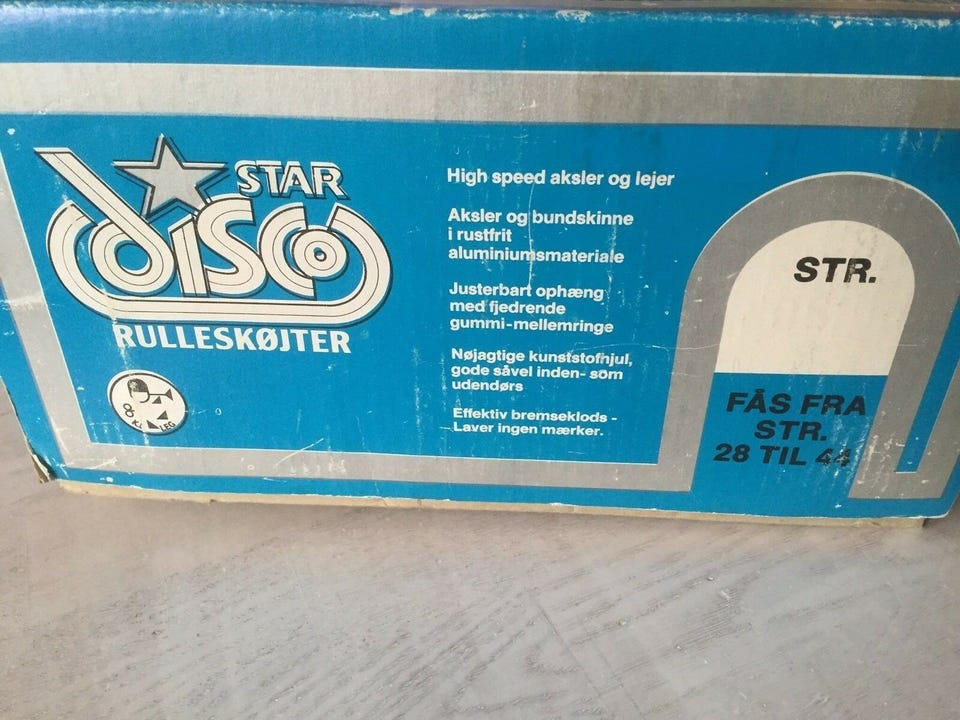 STAR
DISCO
RULLESKØJTER
High speed aksler og lejer
Aksler og bundskinne
i rustfrit
aluminiumsmateriale
Justerbart ophæng
med fjedrende
gummi-mellemringe
Nøjagtige kunststofhjul,
gode såvel inden- som
udendørs
Effektiv bremseklods -
Laver ingen mærker.
STR.
FÅS FRA
STR.
28 TIL 44
LEG